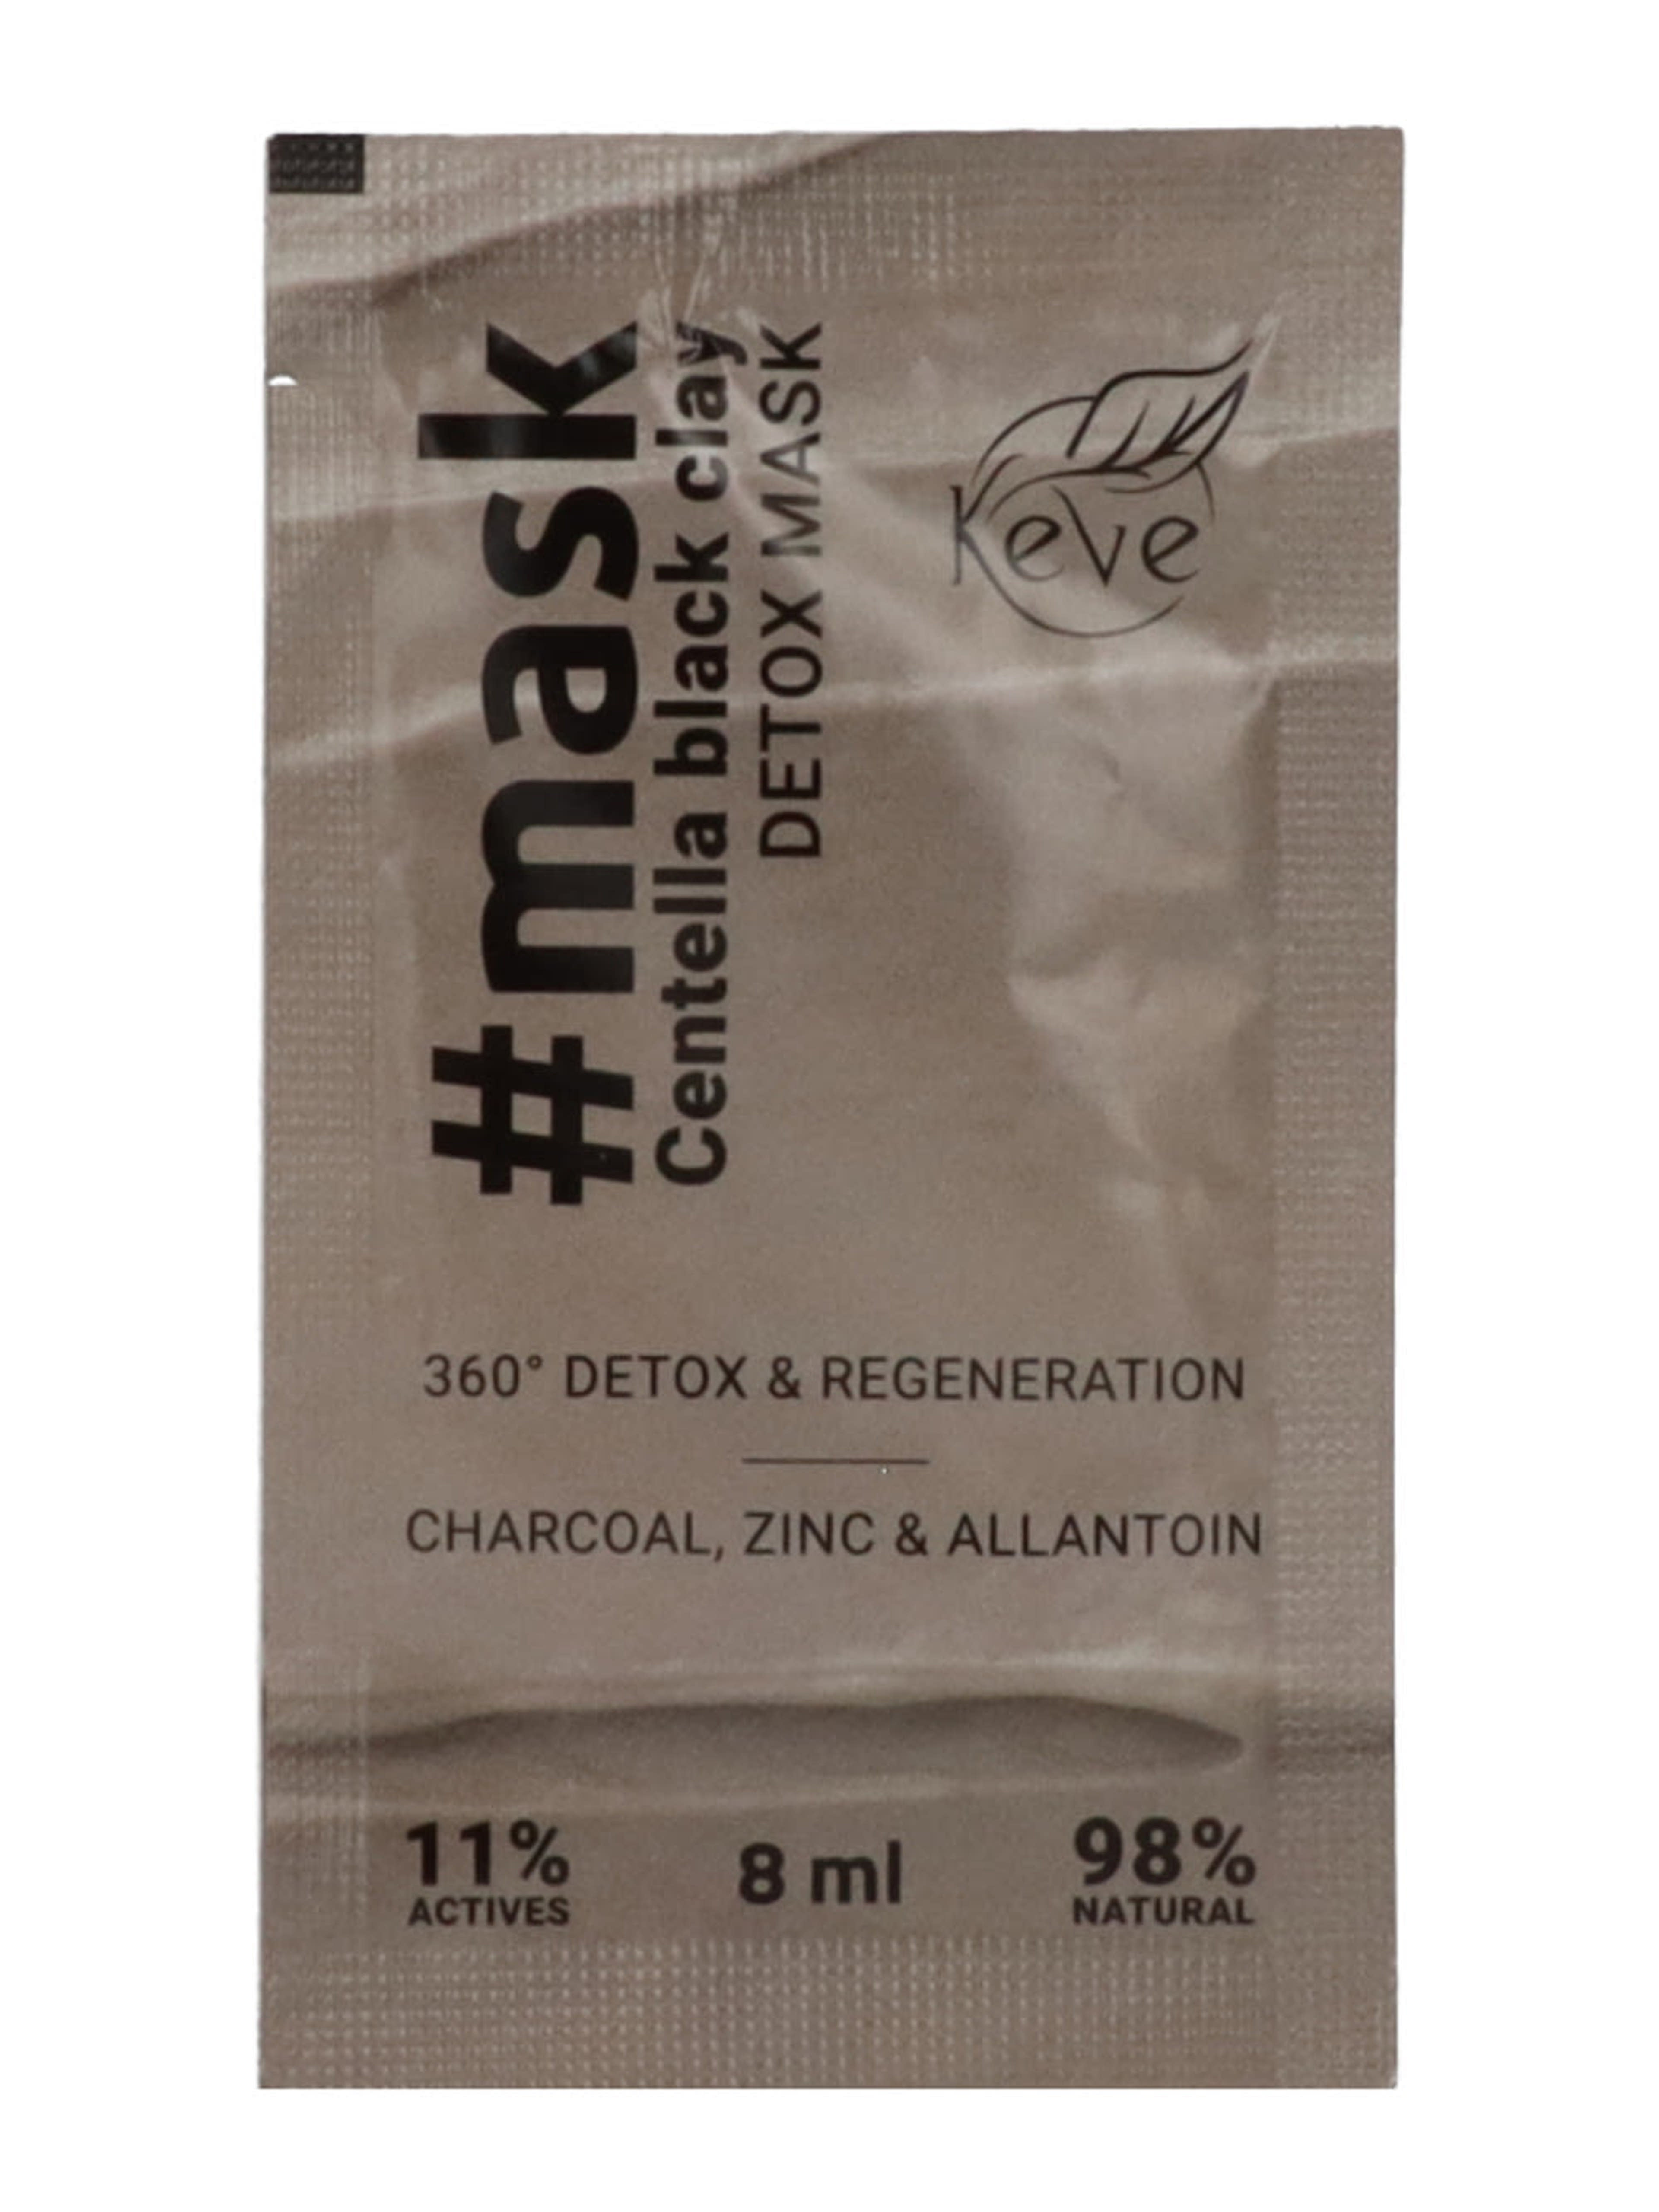 #mask
Centella black clay
DETOX MASK
Keve
360° DETOX & REGENERATION
CHARCOAL, ZINC & ALLANTOIN
11%
ACTIVES
8 ml
98%
NATURAL